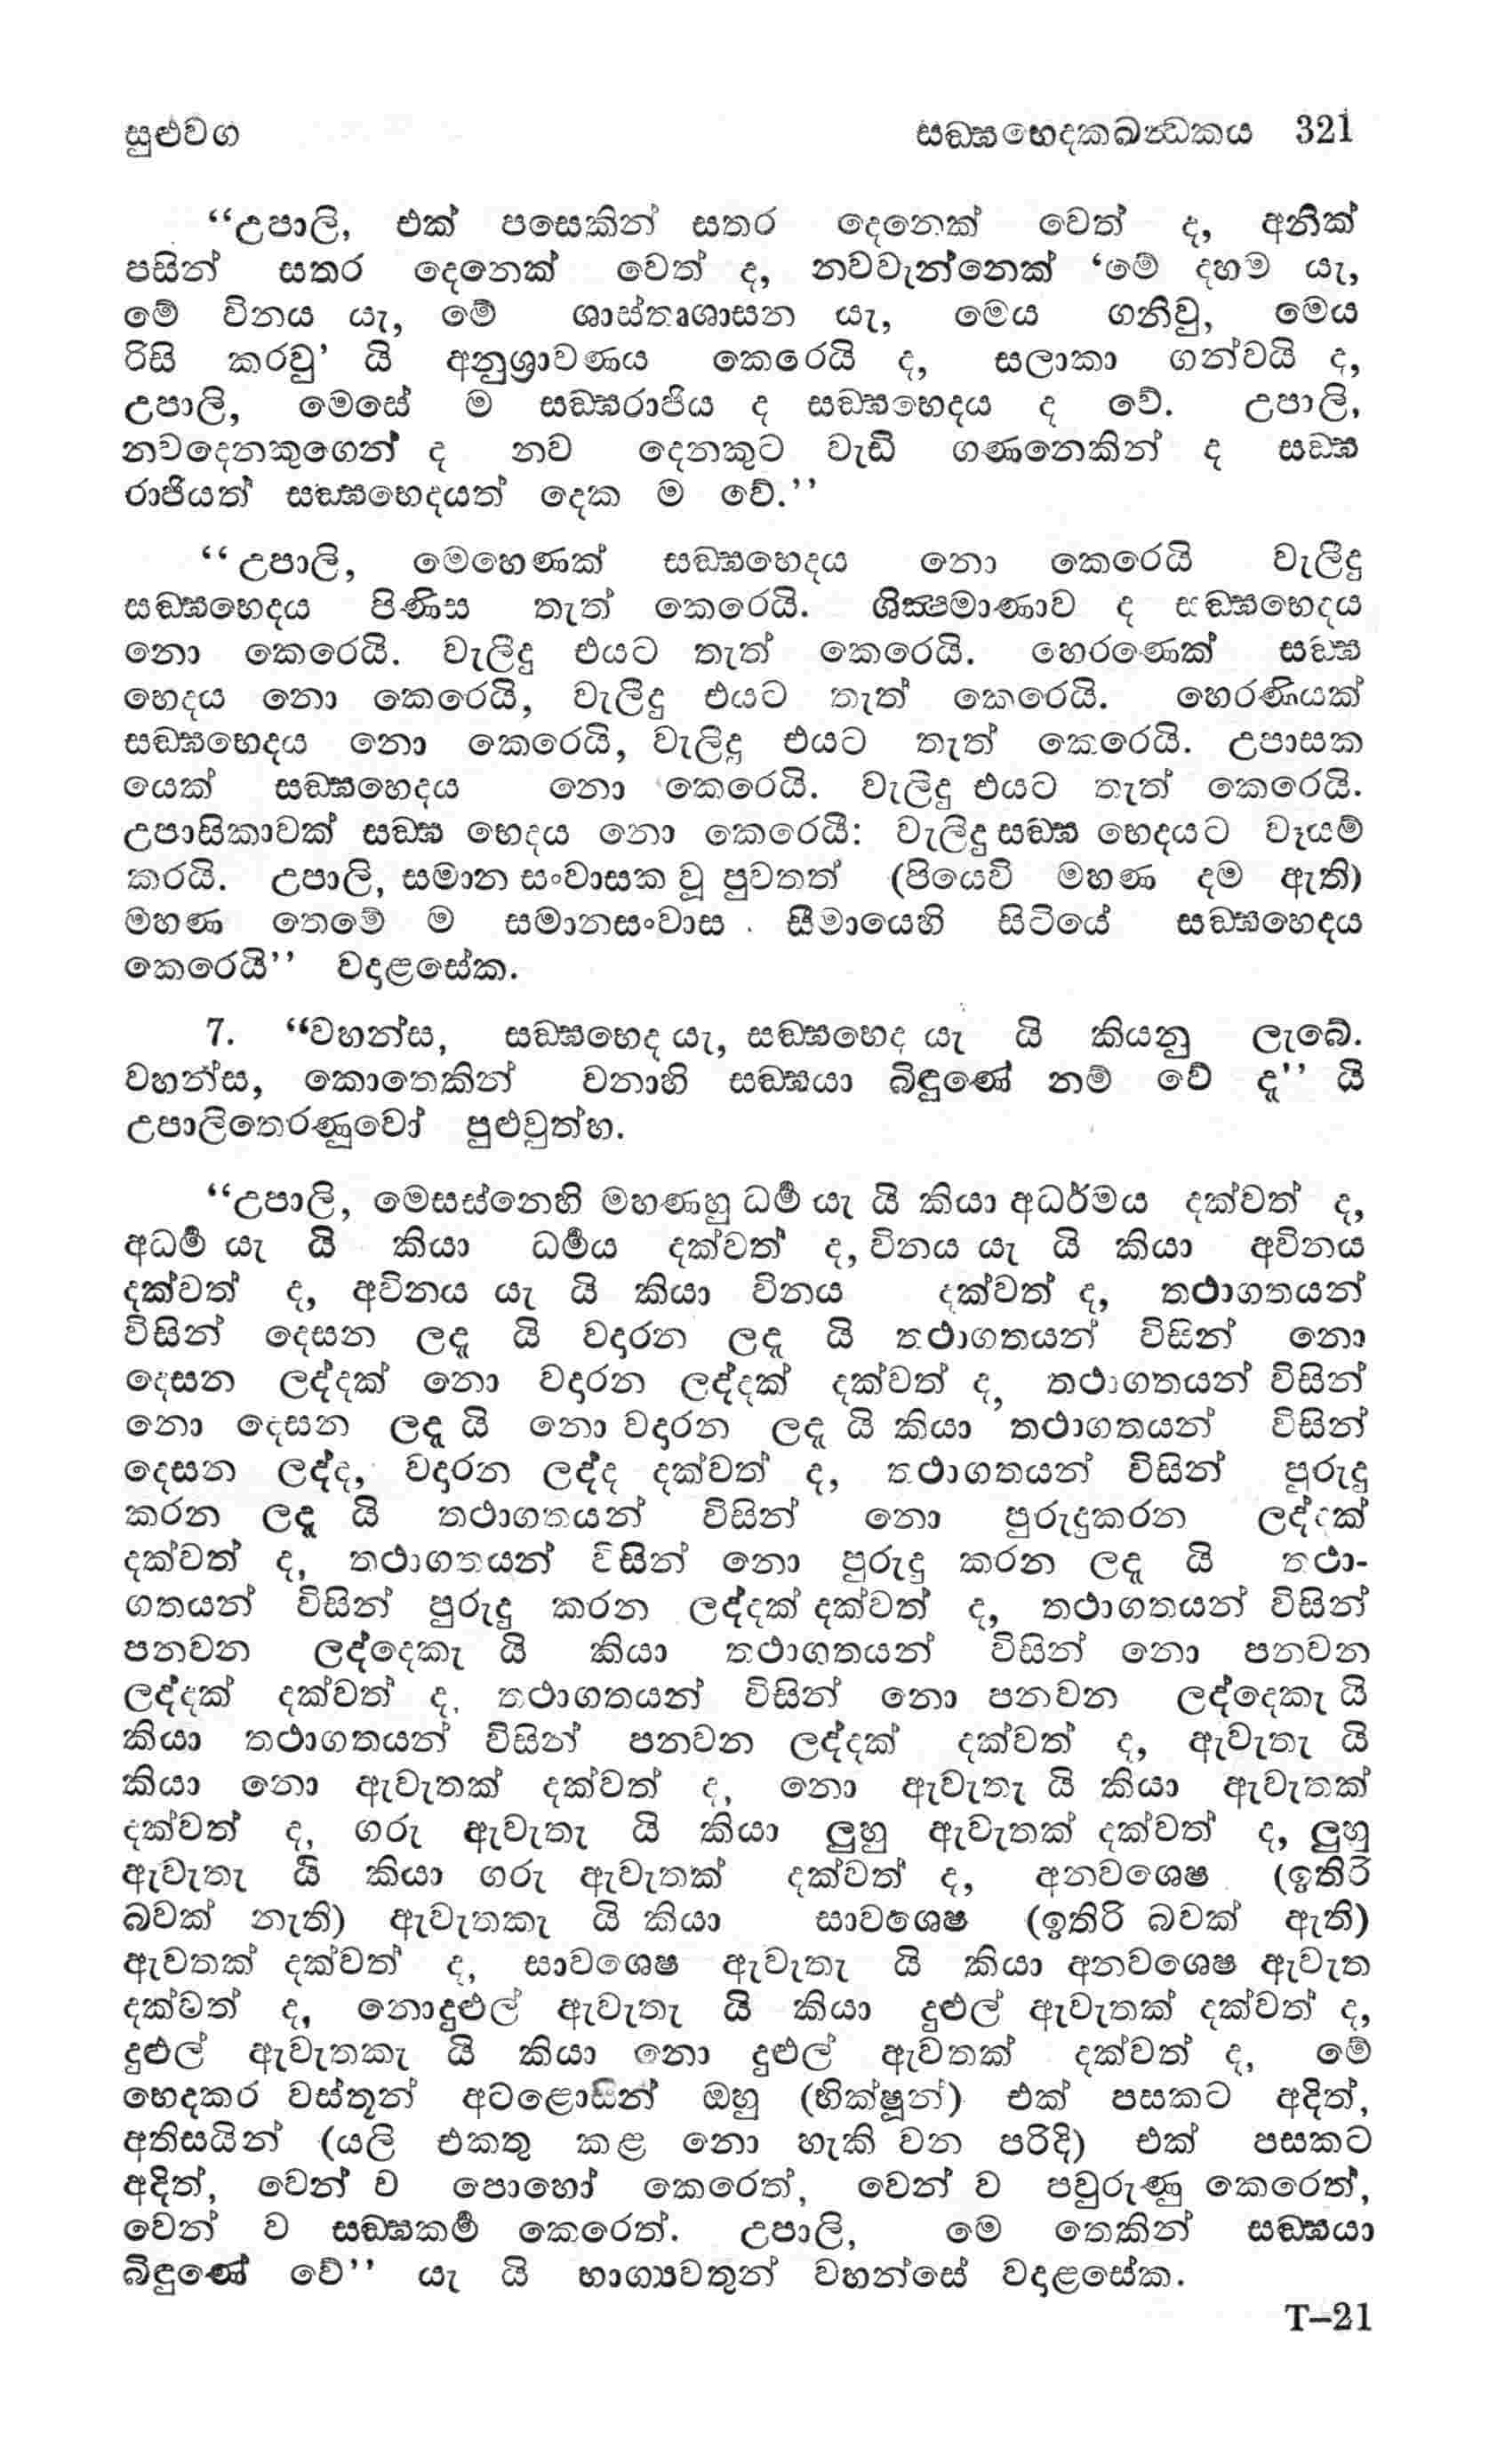 සුළුවග සඞ්ඝභෙදකඛන්ධකය 321
“උපාලි, එක් පසෙකින් සතර දෙනෙක් වෙත් ද, අනික්
පසින් සතර දෙනෙක් වෙත් ද, නවවැන්නෙක් ‘මේ දහම යැ,
මේ විනය යැ, මේ ශාස්තෘශාසන යැ, මෙය ගනිවු, මෙය
රිසි කරවු’ යි අනුශ්‍රාවණය කෙරෙයි ද, සලාකා ගන්වයි ද,
උපාලි, මෙසේ ම සඞ්ඝරාජිය ද සඞ්ඝභෙදය ද වේ. උපාලි,
නවදෙනකුගෙන් ද නව දෙනකුට වැඩි ගණනෙකින් ද සඞ්ඝ
රාජියත් සඞ්ඝභෙදයත් දෙක ම වේ.’’
“උපාලි, මෙහෙණක් සඞ්ඝභෙදය නො කෙරෙයි වැලිදු
සඞ්ඝභෙදය පිණිස තැත් කෙරෙයි. ශික්‍ෂමාණාව ද සඞ්ඝභෙදය
නො කෙරෙයි. වැලිදු එයට තැත් කෙරෙයි. හෙරණෙක් සඞ්ඝ
භෙදය නො කෙරෙයි, වැලිදු එයට තැත් කෙරෙයි. හෙරණියක්
සඞ්ඝභෙදය නො කෙරෙයි, වැලිදු එයට තැත් කෙරෙයි. උපාසක
යෙක් සඞ්ඝභෙදය නො කෙරෙයි. වැලිදු එයට තැත් කෙරෙයි.
උපාසිකාවක් සඞ්ඝ භෙදය නො කෙරෙයි: වැලිදු සඞ්ඝ භෙදයට වෑයම්
කරයි. උපාලි, සමාන සංවාසක වූ පුවතත් (පියෙවි මහණ දම ඇති)
මහණ තෙමේ ම සමානසංවාස සීමායෙහි සිටියේ සඞ්ඝභෙදය
කෙරෙයි’’ වදාළසේක.
7. “වහන්ස, සඞ්ඝභෙද යැ, සඞ්ඝභෙද යැ යි කියනු ලැබේ.
වහන්ස, කොතෙකින් වනාහි සඞ්ඝයා බිඳුණේ නම් වේ දැ’’ යි
උපාලිතෙරණුවෝ පුළුවුත්හ.
“උපාලි, මෙසස්නෙහි මහණහු ධර්‍ම යැ යි කියා අධර්මය දක්වත් ද,
අධර්‍ම යැ යි කියා ධර්‍මය දක්වත් ද, විනය යැ යි කියා අවිනය
දක්වත් ද, අවිනය යැ යි කියා විනය දක්වත් ද, තථාගතයන්
විසින් දෙසන ලදැ යි වදාරන ලදැ යි තථාගතයන් විසින් නො
දෙසන ලද්දක් නො වදාරන ලද්දක් දක්වත් ද, තථාගතයන් විසින්
නො දෙසන ලදැ යි නො වදාරන ලදැ යි කියා තථාගතයන් විසින්
දෙසන ලද්ද, වදාරන ලද්ද දක්වත් ද, තථාගතයන් විසින් පුරුදු
කරන ලදැ යි තථාගතයන් විසින් නො පුරුදුකරන ලද්දක්
දක්වත් ද, තථාගතයන් විසින් නො පුරුදු කරන ලදැ යි තථා-
ගතයන් විසින් පුරුදු කරන ලද්දක් දක්වත් ද, තථාගතයන් විසින්
පනවන ලද්දෙකැ යි කියා තථාගතයන් විසින් නො පනවන
ලද්දක් දක්වත් ද, තථාගතයන් විසින් නො පනවන ලද්දෙකැ යි
කියා තථාගතයන් විසින් පනවන ලද්දක් දක්වත් ද, ඇවැතැ යි
කියා නො ඇවැතක් දක්වත් ද, නො ඇවැතැ යි කියා ඇවැතක්
දක්වත් ද, ගරු ඇවැතැ යි කියා ලුහු ඇවැතක් දක්වත් ද, ලුහු
ඇවැතැ යි කියා ගරු ඇවැතක් දක්වත් ද, අනවශෙෂ (ඉතිරි
බවක් නැති) ඇවැතකැ යි කියා සාවශෙෂ (ඉතිරි බවක් ඇති)
ඇවතක් දක්වත් ද, සාවශෙෂ ඇවැතැ යි කියා අනවශෙෂ ඇවැත
දක්වත් ද, නොදුළුල් ඇවැතැ යි කියා දුළුල් ඇවැතක් දක්වත් ද,
දුළුල් ඇවැතකැ යි කියා නො දුළුල් ඇවතක් දක්වත් ද, මේ
භෙදකර වස්තූන් අටළොසින් ඔහු (භික්ෂූන්) එක් පසකට අදිත්,
අතිසයින් (යලි එකතු කළ නො හැකි වන පරිදි) එක් පසකට
අදිත්, වෙන් ව පොහෝ කෙරෙත්, වෙන් ව පවුරුණු කෙරෙත්,
වෙන් ව සඞ්ඝකර්‍ම කෙරෙත්. උපාලි, මෙ තෙකින් සඞ්ඝයා
බිඳුණේ වේ’’ යැ යි භාග්‍යවතුන් වහන්සේ වදාළසේක.
T—21